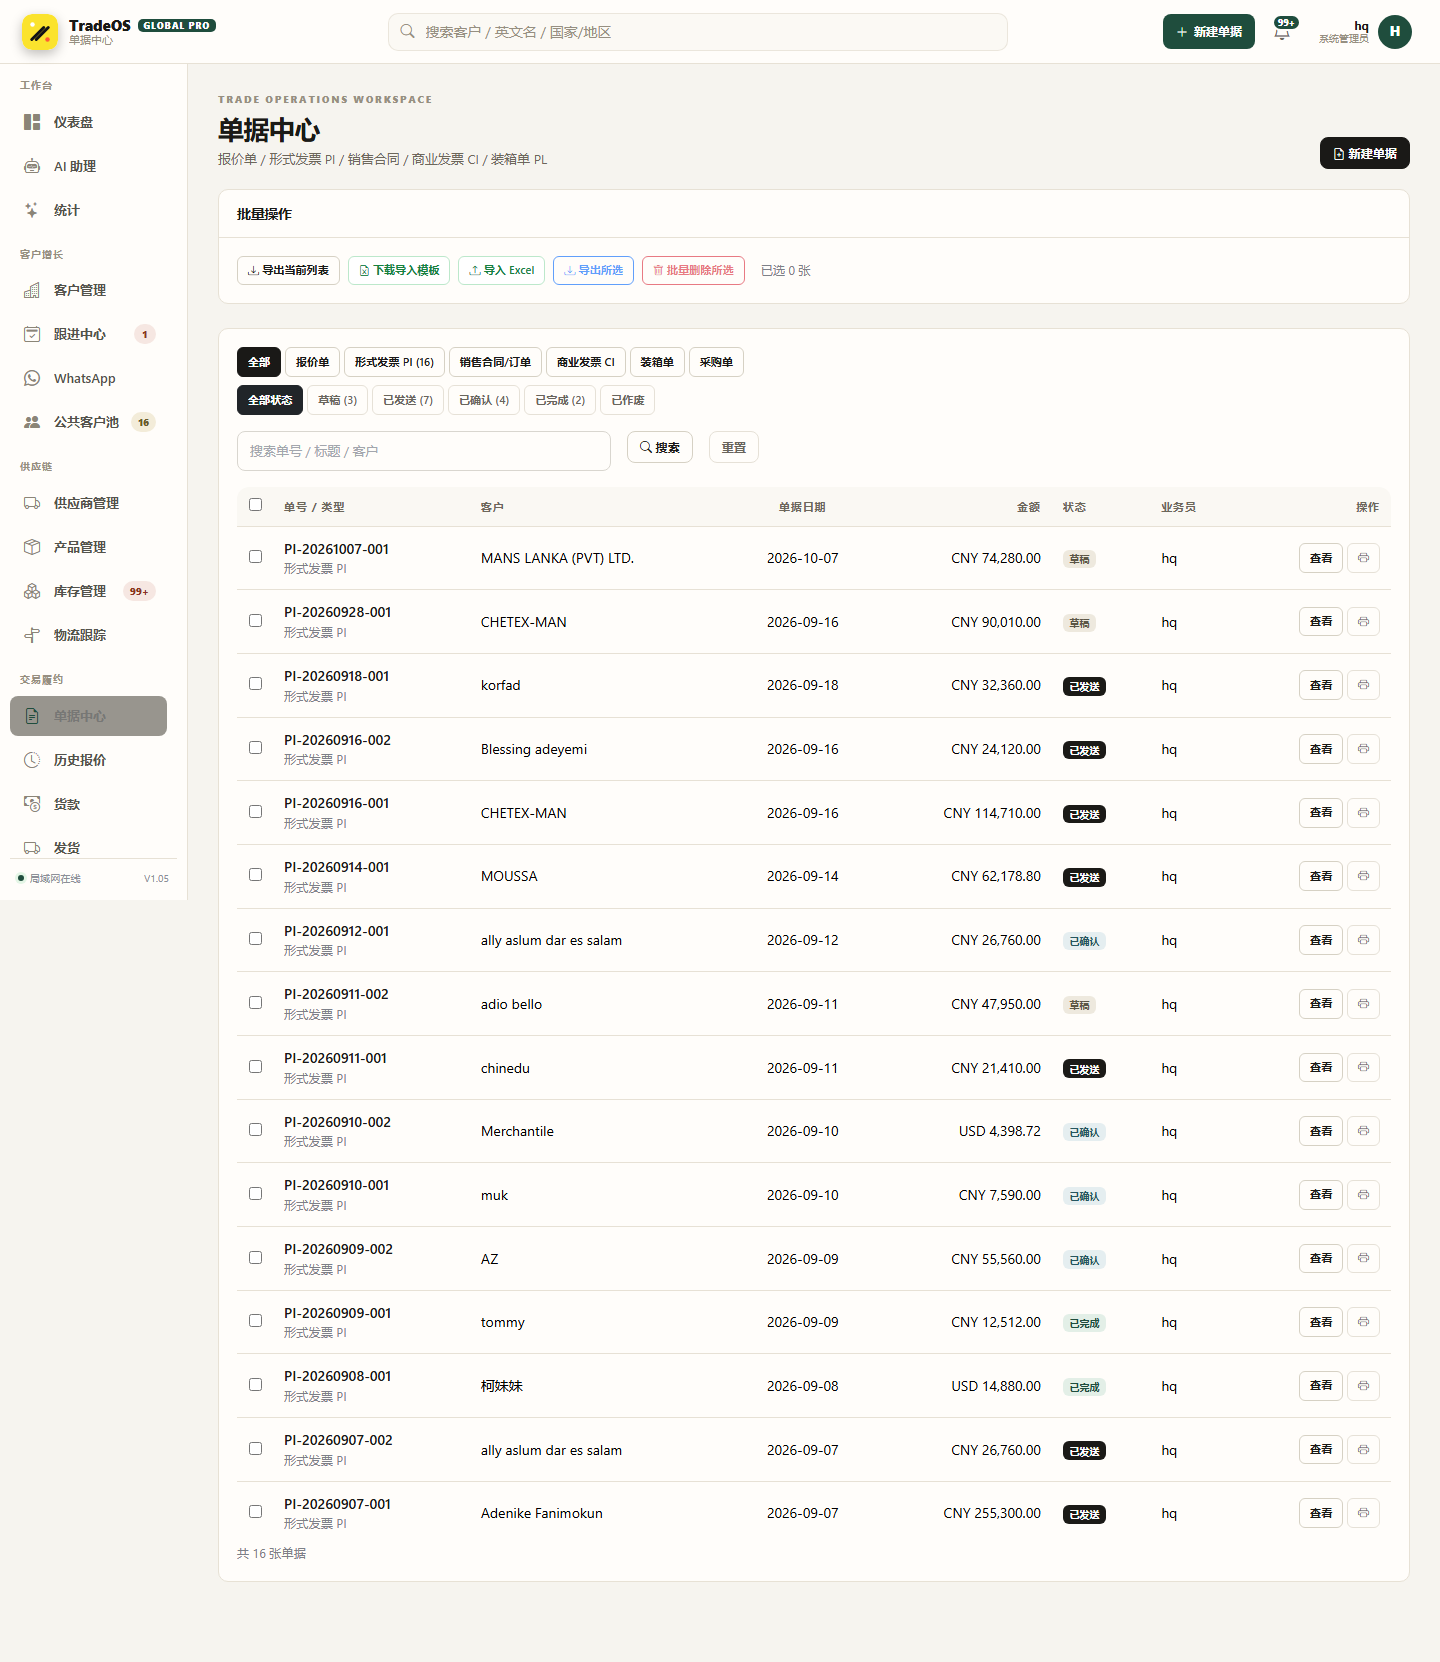 TradeOS GLOBAL PRO
单据中心
搜索客户 / 英文名 / 国家/地区
+ 新建单据
99+
hq
系统管理员
H
工作台
仪表盘
AI 助理
统计
客户增长
客户管理
跟进中心 1
WhatsApp
公共客户池 16
供应链
供应商管理
产品管理
库存管理 99+
物流跟踪
交易履约
单据中心
历史报价
货款
发货
局域网在线 V1.05
TRADE OPERATIONS WORKSPACE
单据中心
报价单 / 形式发票 PI / 销售合同 / 商业发票 CI / 装箱单 PL
新建单据
批量操作
导出当前列表 下载导入模板 导入 Excel 导出所选 批量删除所选 已选 0 张
全部 报价单 形式发票 PI (16) 销售合同/订单 商业发票 CI 装箱单 采购单
全部状态 草稿 (3) 已发送 (7) 已确认 (4) 已完成 (2) 已作废
搜索单号 / 标题 / 客户 搜索 重置
单号 / 类型 客户 单据日期 金额 状态 业务员 操作
PI-20261007-001
形式发票 PI
MANS LANKA (PVT) LTD. 2026-10-07 CNY 74,280.00 草稿 hq 查看
PI-20260928-001
形式发票 PI
CHETEX-MAN 2026-09-16 CNY 90,010.00 草稿 hq 查看
PI-20260918-001
形式发票 PI
korfad 2026-09-18 CNY 32,360.00 已发送 hq 查看
PI-20260916-002
形式发票 PI
Blessing adeyemi 2026-09-16 CNY 24,120.00 已发送 hq 查看
PI-20260916-001
形式发票 PI
CHETEX-MAN 2026-09-16 CNY 114,710.00 已发送 hq 查看
PI-20260914-001
形式发票 PI
MOUSSA 2026-09-14 CNY 62,178.80 已发送 hq 查看
PI-20260912-001
形式发票 PI
ally aslum dar es salam 2026-09-12 CNY 26,760.00 已确认 hq 查看
PI-20260911-002
形式发票 PI
adio bello 2026-09-11 CNY 47,950.00 草稿 hq 查看
PI-20260911-001
形式发票 PI
chinedu 2026-09-11 CNY 21,410.00 已发送 hq 查看
PI-20260910-002
形式发票 PI
Merchantile 2026-09-10 USD 4,398.72 已确认 hq 查看
PI-20260910-001
形式发票 PI
muk 2026-09-10 CNY 7,590.00 已确认 hq 查看
PI-20260909-002
形式发票 PI
AZ 2026-09-09 CNY 55,560.00 已确认 hq 查看
PI-20260909-001
形式发票 PI
tommy 2026-09-09 CNY 12,512.00 已完成 hq 查看
PI-20260908-001
形式发票 PI
柯妹妹 2026-09-08 USD 14,880.00 已完成 hq 查看
PI-20260907-002
形式发票 PI
ally aslum dar es salam 2026-09-07 CNY 26,760.00 已发送 hq 查看
PI-20260907-001
形式发票 PI
Adenike Fanimokun 2026-09-07 CNY 255,300.00 已发送 hq 查看
共 16 张单据